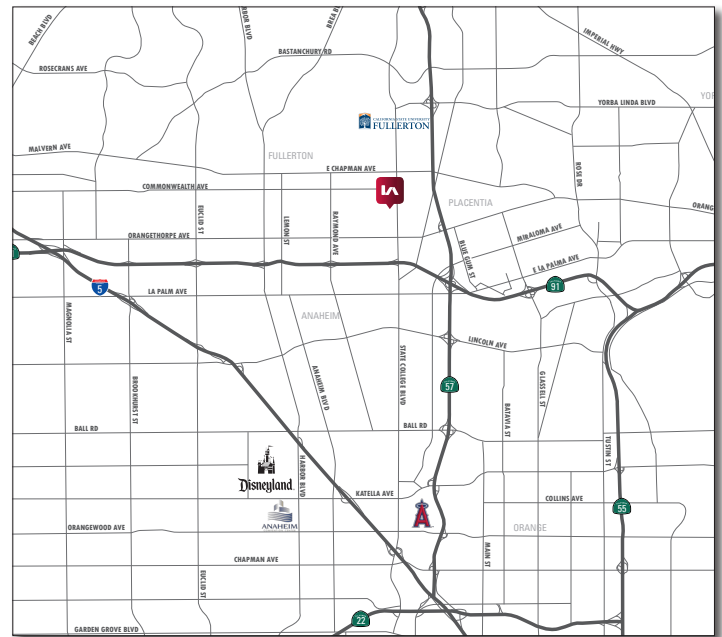 BEACH BLVD
RBOR BLVD
BREA B
IMPERIAL HWY
BASTANCHURY RD
ROSECRANS AVE
YOR
YORBA LINDA BLVD
CALIFORNIA STATE UNIVERSITY
FULLERTON
MALVERN AVE
FULLERTON
E CHAPMAN AVE
ROSE DR
COMMONWEALTH AVE
LA
PLACENTIA
ORANG
EUCLID ST
LEMON ST
RAYMOND AVE
ORANGETHORPE AVE
MIRALOMA AVE
BLUE GUM ST
E LA PALMA AVE
5
LA PALM AVE
91
MAGNOLIA ST
ANAHEIM
LINCOLN AVE
STATE COLLEGE BLVD
ANAHEIM BLVD
BROOKHURST ST
GLASSELL ST
57
BATAVIA ST
BALL RD
BALL RD
TUSTIN ST
HARBOR BLVD
Disneyland
KATELLA AVE
COLLINS AVE
55
A
ANAHEIM
ORANGEWOOD AVE
ORANGE
MAIN ST
CHAPMAN AVE
EUCLID ST
22
GARDEN GROVE BLVD